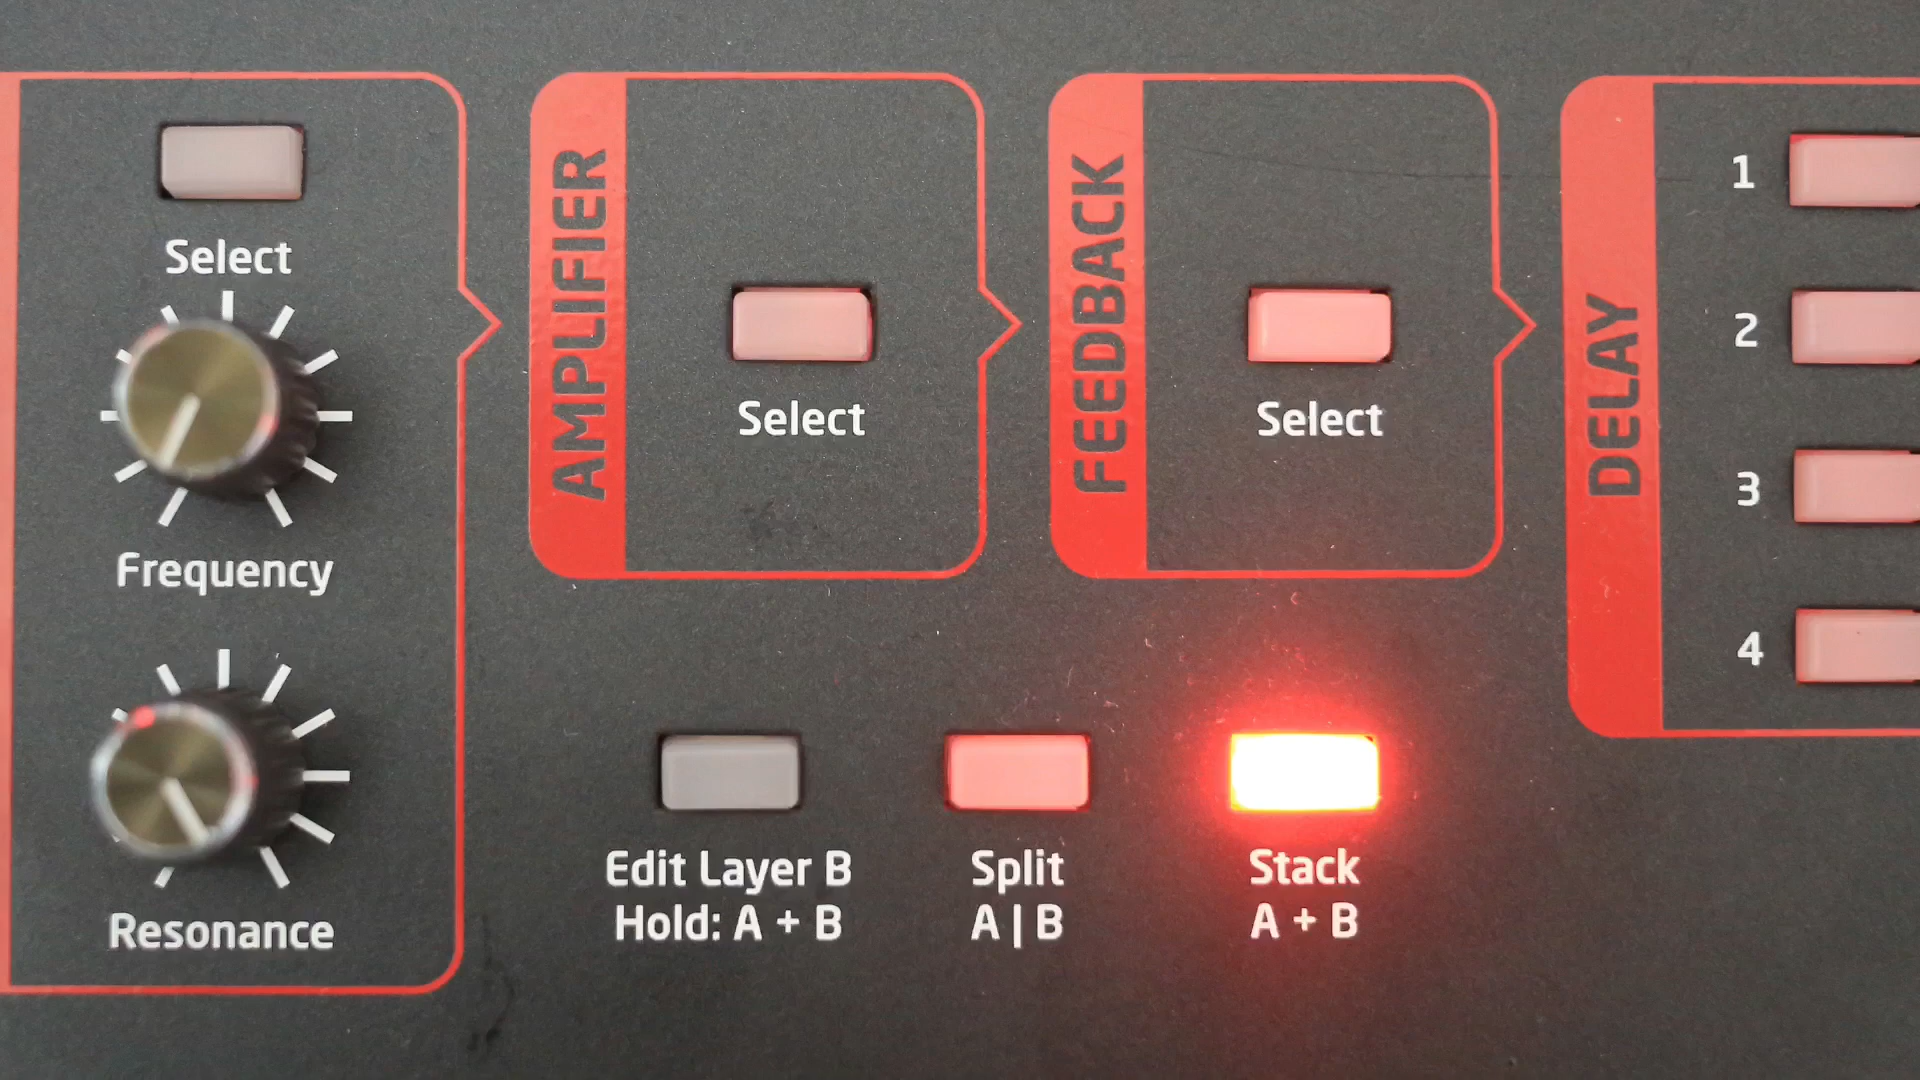 Select
Frequency
Resonance
AMPLIFIER
Select
FEEDBACK
Select
DELAY
1
2
3
4
Edit Layer B
Hold: A + B
Split
A | B
Stack
A + B